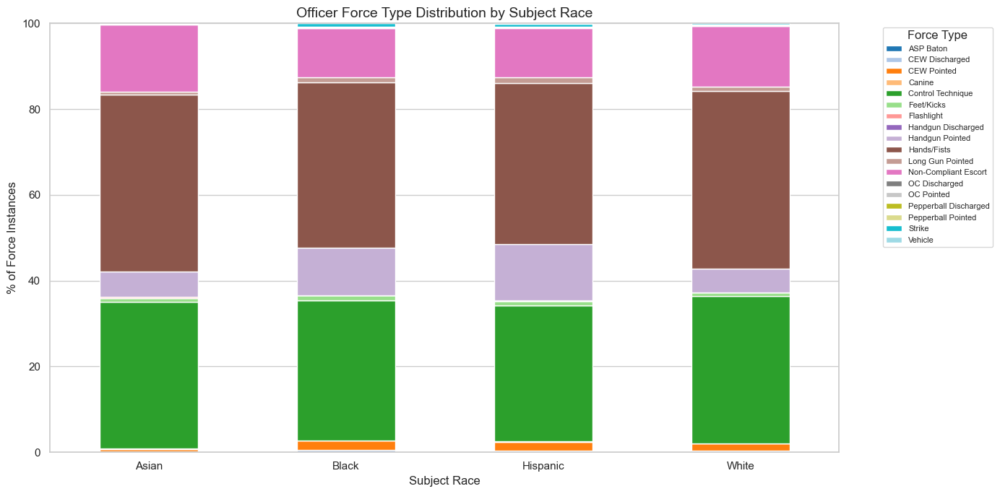 Officer Force Type Distribution by Subject Race
% of Force Instances
100
80
60
40
20
0
Asian
Black
Hispanic
White
Subject Race
Force Type
ASP Baton
CEW Discharged
CEW Pointed
Canine
Control Technique
Feet/Kicks
Flashlight
Handgun Discharged
Handgun Pointed
Hands/Fists
Long Gun Pointed
Non-Compliant Escort
OC Discharged
OC Pointed
Pepperball Discharged
Pepperball Pointed
Strike
Vehicle